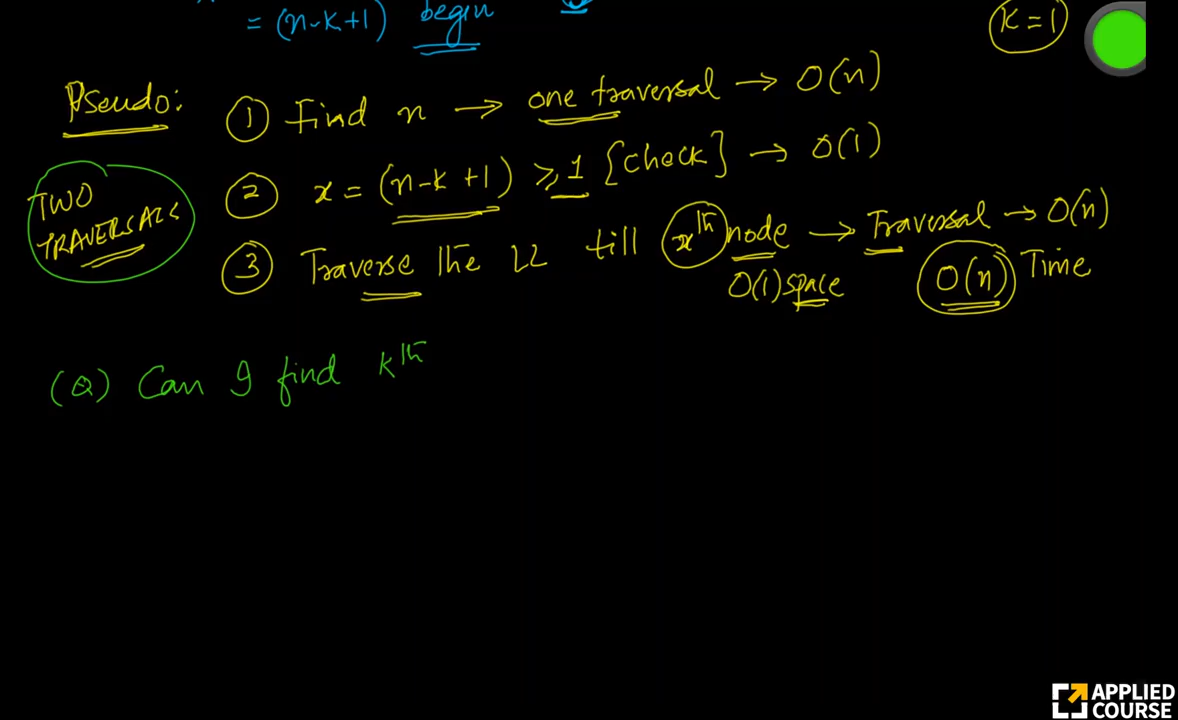 = (n-k+1) begin
K=1
Pseudo: ① Find n → one traversal → O(n)
② x = (n-k+1) ≥ 1 {check} → O(1)
TWO
TRAVERSALS
③ Traverse the LL till xth node → Traversal → O(n)
O(1) space O(n) Time
(Q) Can I find kth
APPLIED
COURSE